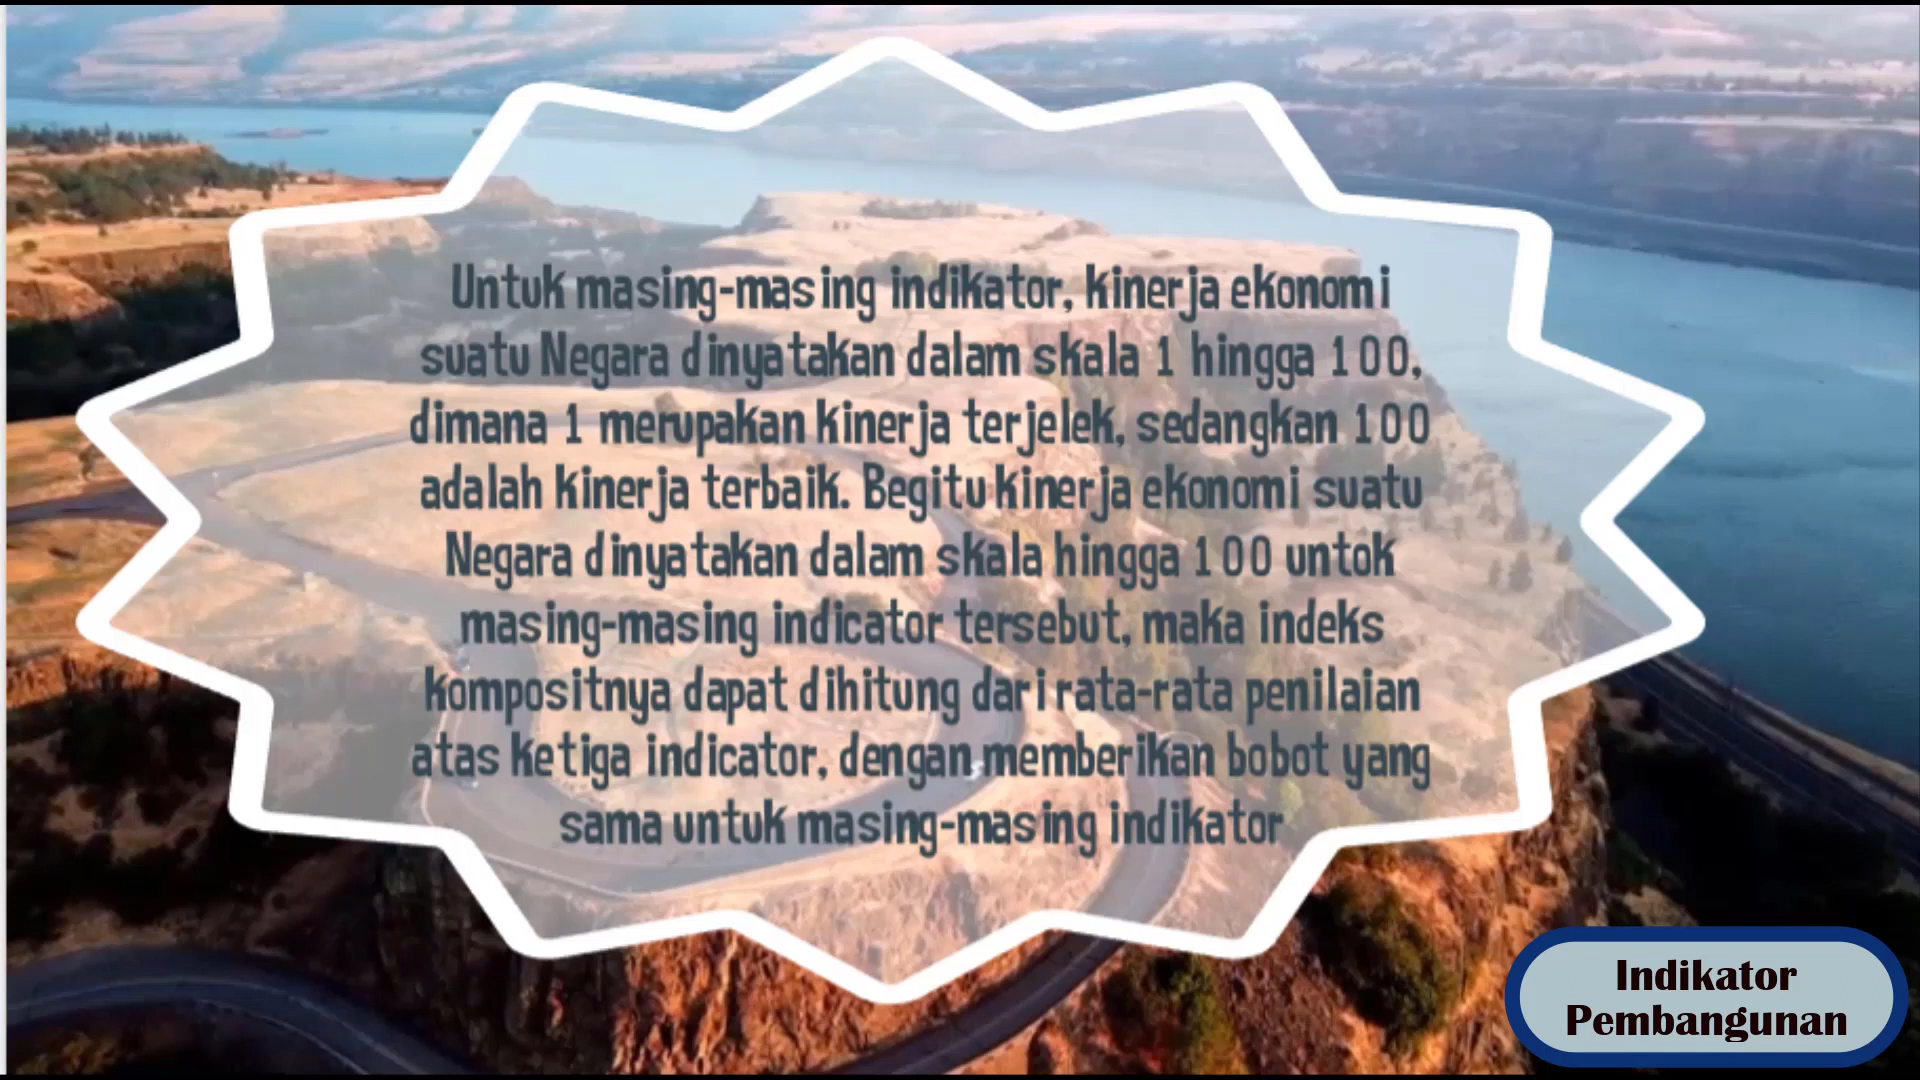 Untuk masing-masing indikator, kinerja ekonomi
suatu Negara dinyatakan dalam skala 1 hingga 100,
dimana 1 merupakan kinerja terjelek, sedangkan 100
adalah kinerja terbaik. Begitu kinerja ekonomi suatu
Negara dinyatakan dalam skala hingga 100 untok
masing-masing indicator tersebut, maka indeks
kompositnya dapat dihitung dari rata-rata penilaian
atas ketiga indicator, dengan memberikan bobot yang
sama untuk masing-masing indikator
Indikator
Pembangunan